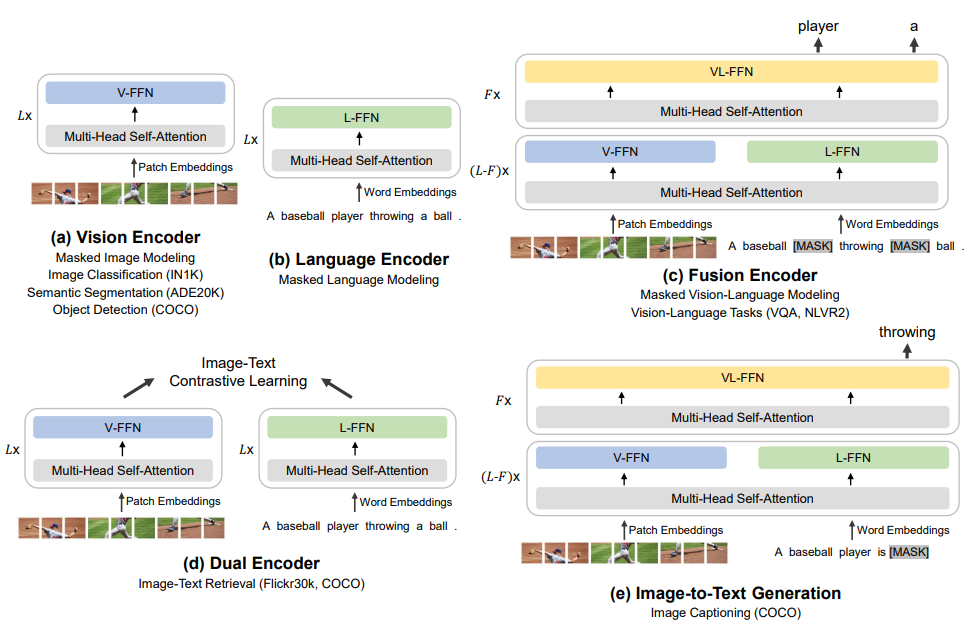 V-FFN
Lx
Multi-Head Self-Attention
Patch Embeddings
(a) Vision Encoder
Masked Image Modeling
Image Classification (IN1K)
Semantic Segmentation (ADE20K)
Object Detection (COCO)
L-FFN
Lx
Multi-Head Self-Attention
Word Embeddings
A baseball player throwing a ball .
(b) Language Encoder
Masked Language Modeling
player a
VL-FFN
Fx
Multi-Head Self-Attention
V-FFN L-FFN
(L-F)x
Multi-Head Self-Attention
Patch Embeddings Word Embeddings
A baseball [MASK] throwing [MASK] ball .
(c) Fusion Encoder
Masked Vision-Language Modeling
Vision-Language Tasks (VQA, NLVR2)
Image-Text
Contrastive Learning
V-FFN L-FFN
Lx Lx
Multi-Head Self-Attention Multi-Head Self-Attention
Patch Embeddings Word Embeddings
A baseball player throwing a ball .
(d) Dual Encoder
Image-Text Retrieval (Flickr30k, COCO)
throwing
VL-FFN
Fx
Multi-Head Self-Attention
V-FFN L-FFN
(L-F)x
Multi-Head Self-Attention
Patch Embeddings Word Embeddings
A baseball player is [MASK]
(e) Image-to-Text Generation
Image Captioning (COCO)